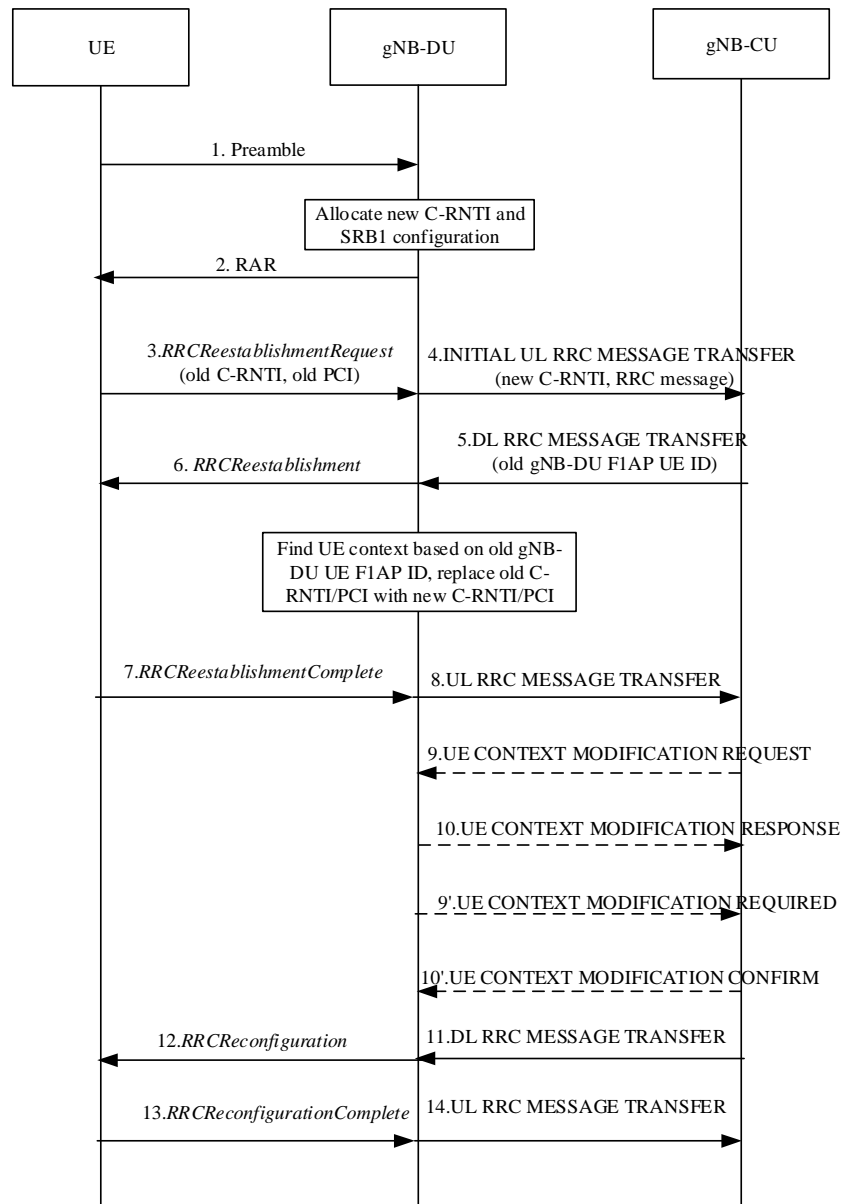 UE
gNB-DU
gNB-CU
1. Preamble
Allocate new C-RNTI and
SRB1 configuration
2. RAR
3.RRCReestablishmentRequest
(old C-RNTI, old PCI)
4.INITIAL UL RRC MESSAGE TRANSFER
(new C-RNTI, RRC message)
5.DL RRC MESSAGE TRANSFER
(old gNB-DU F1AP UE ID)
6. RRCReestablishment
Find UE context based on old gNB-
DU UE F1AP ID, replace old C-
RNTI/PCI with new C-RNTI/PCI
7.RRCReestablishmentComplete
8.UL RRC MESSAGE TRANSFER
9.UE CONTEXT MODIFICATION REQUEST
10.UE CONTEXT MODIFICATION RESPONSE
9'.UE CONTEXT MODIFICATION REQUIRED
10'.UE CONTEXT MODIFICATION CONFIRM
12.RRCReconfiguration
11.DL RRC MESSAGE TRANSFER
13.RRCReconfigurationComplete
14.UL RRC MESSAGE TRANSFER